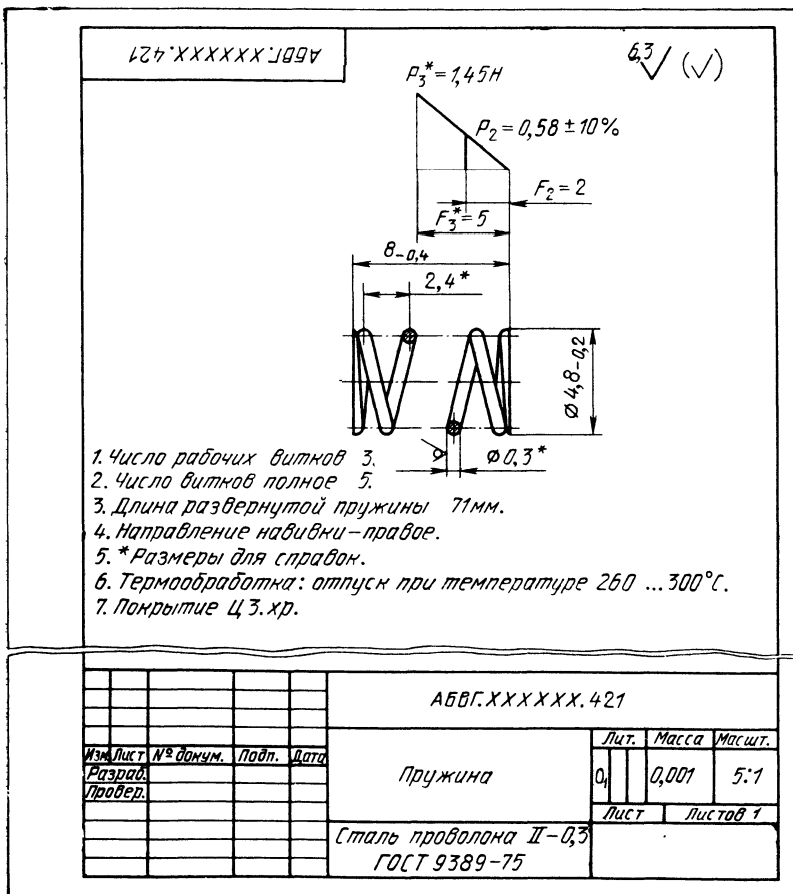 АБВГ.XXXXXX.421
6,3 (√)
P3* = 1,45Н
P2 = 0,58 ± 10%
F2 = 2
F3* = 5
8-0,4
2,4*
Ø4,8-0,2
Ø0,3*
1. Число рабочих витков 3.
2. Число витков полное 5.
3. Длина развернутой пружины 71мм.
4. Направление навивки-правое.
5. *Размеры для справок.
6. Термообработка: отпуск при температуре 260 ... 300°С.
7. Покрытие Ц 3. хр.
АБВГ.XXXXXX.421
Изм Лист № докум. Подп. Дата
Разраб.
Провер.
Пружина
Лит. Масса Масшт.
О1 0,001 5:1
Лист Листов 1
Сталь проволока II-0,3
ГОСТ 9389-75